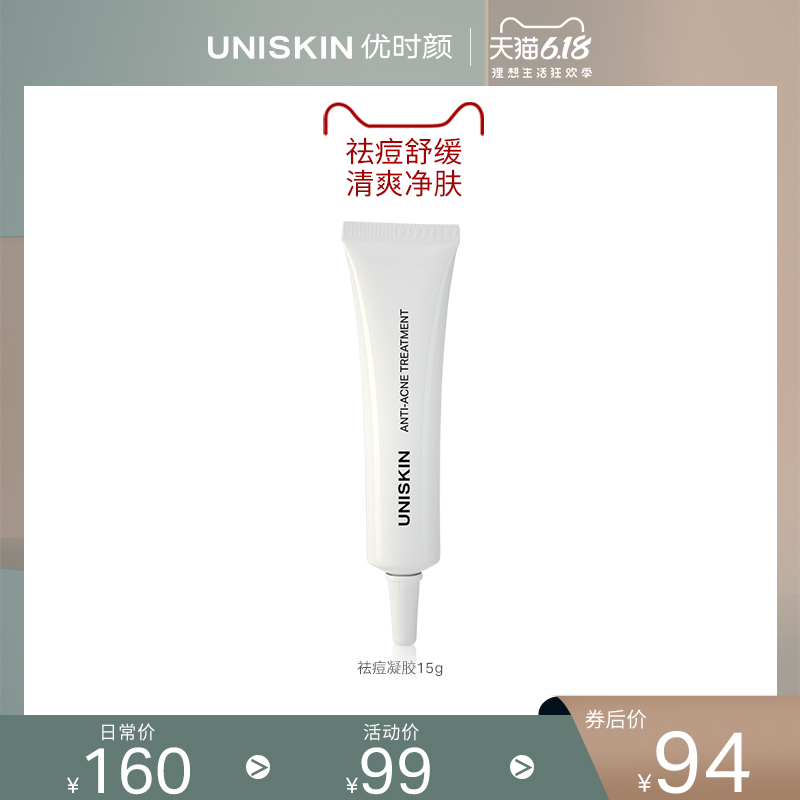 UNISKIN 优时颜
天猫6.18
理想生活狂欢季
祛痘舒缓
清爽净肤
UNISKIN ANTI-ACNE TREATMENT
祛痘凝胶15g
日常价
¥160
>
活动价
¥99
>
券后价
¥94